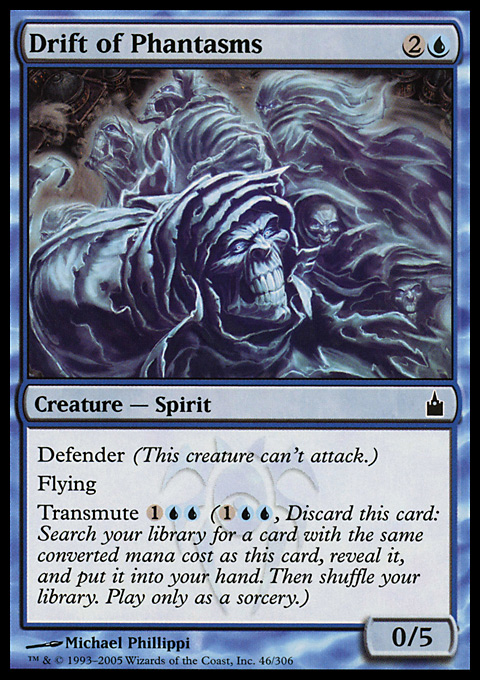 Drift of Phantasms 2
Creature — Spirit
Defender (This creature can't attack.)
Flying
Transmute 1 (1, Discard this card:
Search your library for a card with the same
converted mana cost as this card, reveal it,
and put it into your hand. Then shuffle your
library. Play only as a sorcery.)
0/5
Michael Phillippi
™ & © 1993–2005 Wizards of the Coast, Inc. 46/306